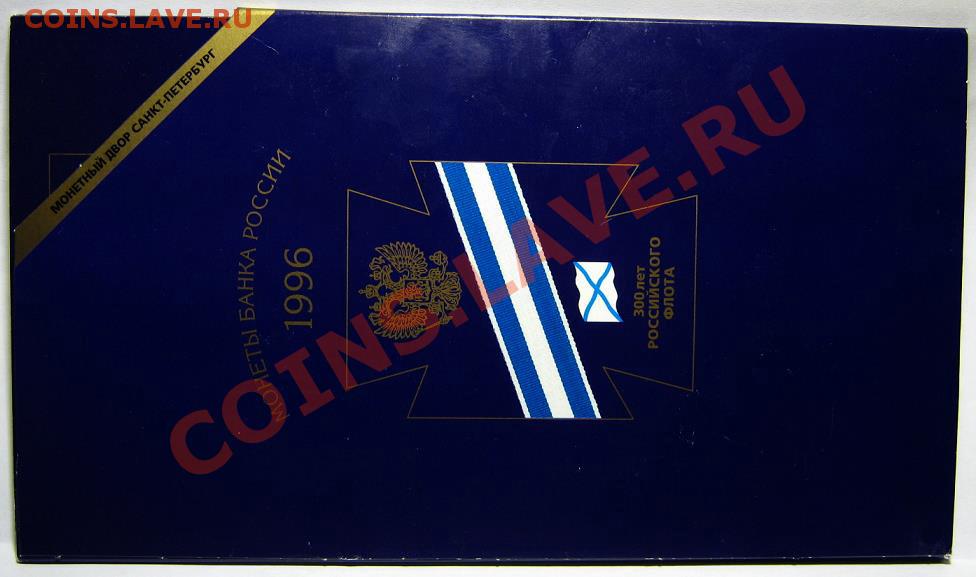 COINS.LAVE.RU
МОНЕТНЫЙ ДВОР САНКТ-ПЕТЕРБУРГ
МОНЕТЫ БАНКА РОССИИ
1996
300 лет
РОССИЙСКОГО
ФЛОТА
COINS.LAVE.RU